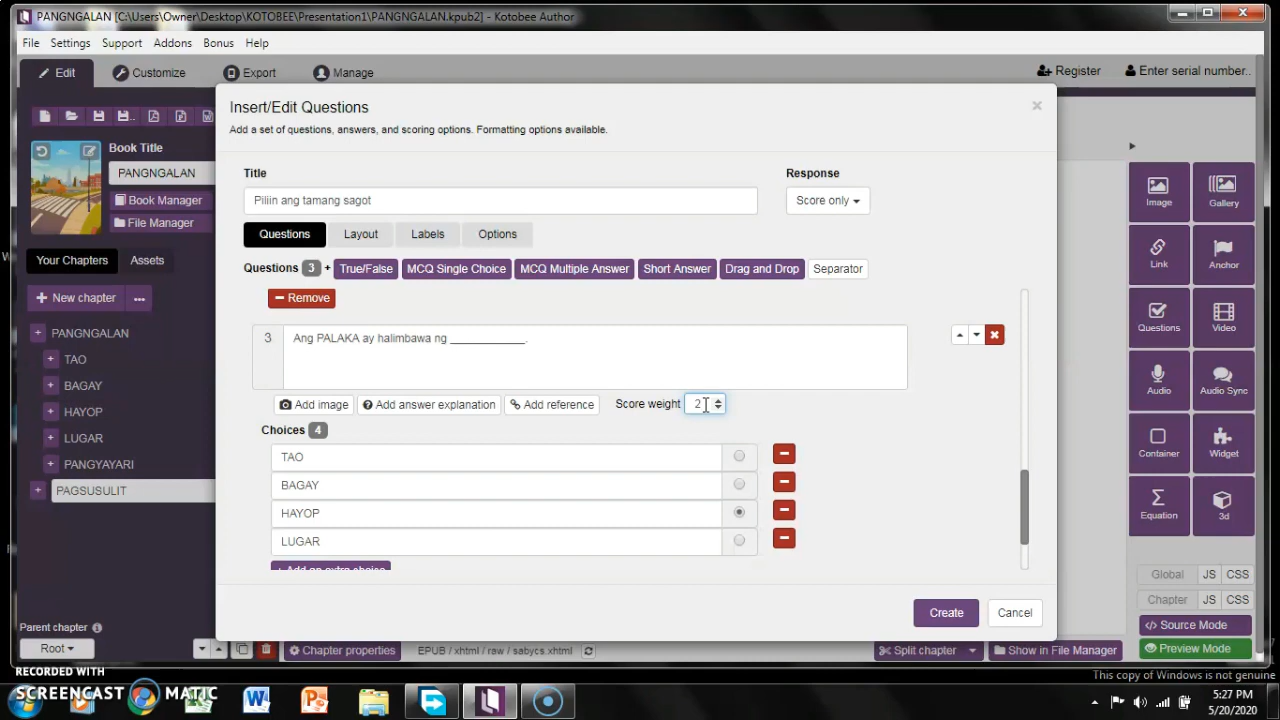 PANGNGALAN [C:\Users\Owner\Desktop\KOTOBEE\Presentation1\PANGNGALAN.kpub2] - Kotobee Author
File Settings Support Addons Bonus Help
Edit Customize Export Manage Register Enter serial number..
Insert/Edit Questions
Add a set of questions, answers, and scoring options. Formatting options available.
Book Title
PANGNGALAN
Book Manager
File Manager
Your Chapters Assets
+ New chapter ...
PANGNGALAN
TAO
BAGAY
HAYOP
LUGAR
PANGYAYARI
PAGSUSULIT
Parent chapter
Root
Title Response
Piliin ang tamang sagot Score only
Questions Layout Labels Options
Questions 3 + True/False MCQ Single Choice MCQ Multiple Answer Short Answer Drag and Drop Separator
Remove
3 Ang PALAKA ay halimbawa ng ____________.
Add image Add answer explanation Add reference Score weight 2
Choices 4
TAO
BAGAY
HAYOP
LUGAR
+ Add an extra choice
Create Cancel
Image Gallery
Link Anchor
Questions Video
Audio Audio Sync
Container Widget
Equation 3d
Global JS CSS
Chapter JS CSS
Source Mode
Preview Mode
Chapter properties EPUB / xhtml / raw / sabycs.xhtml Split chapter Show in File Manager
RECORDED WITH
SCREENCAST MATIC
This copy of Windows is not genuine
5:27 PM
5/20/2020